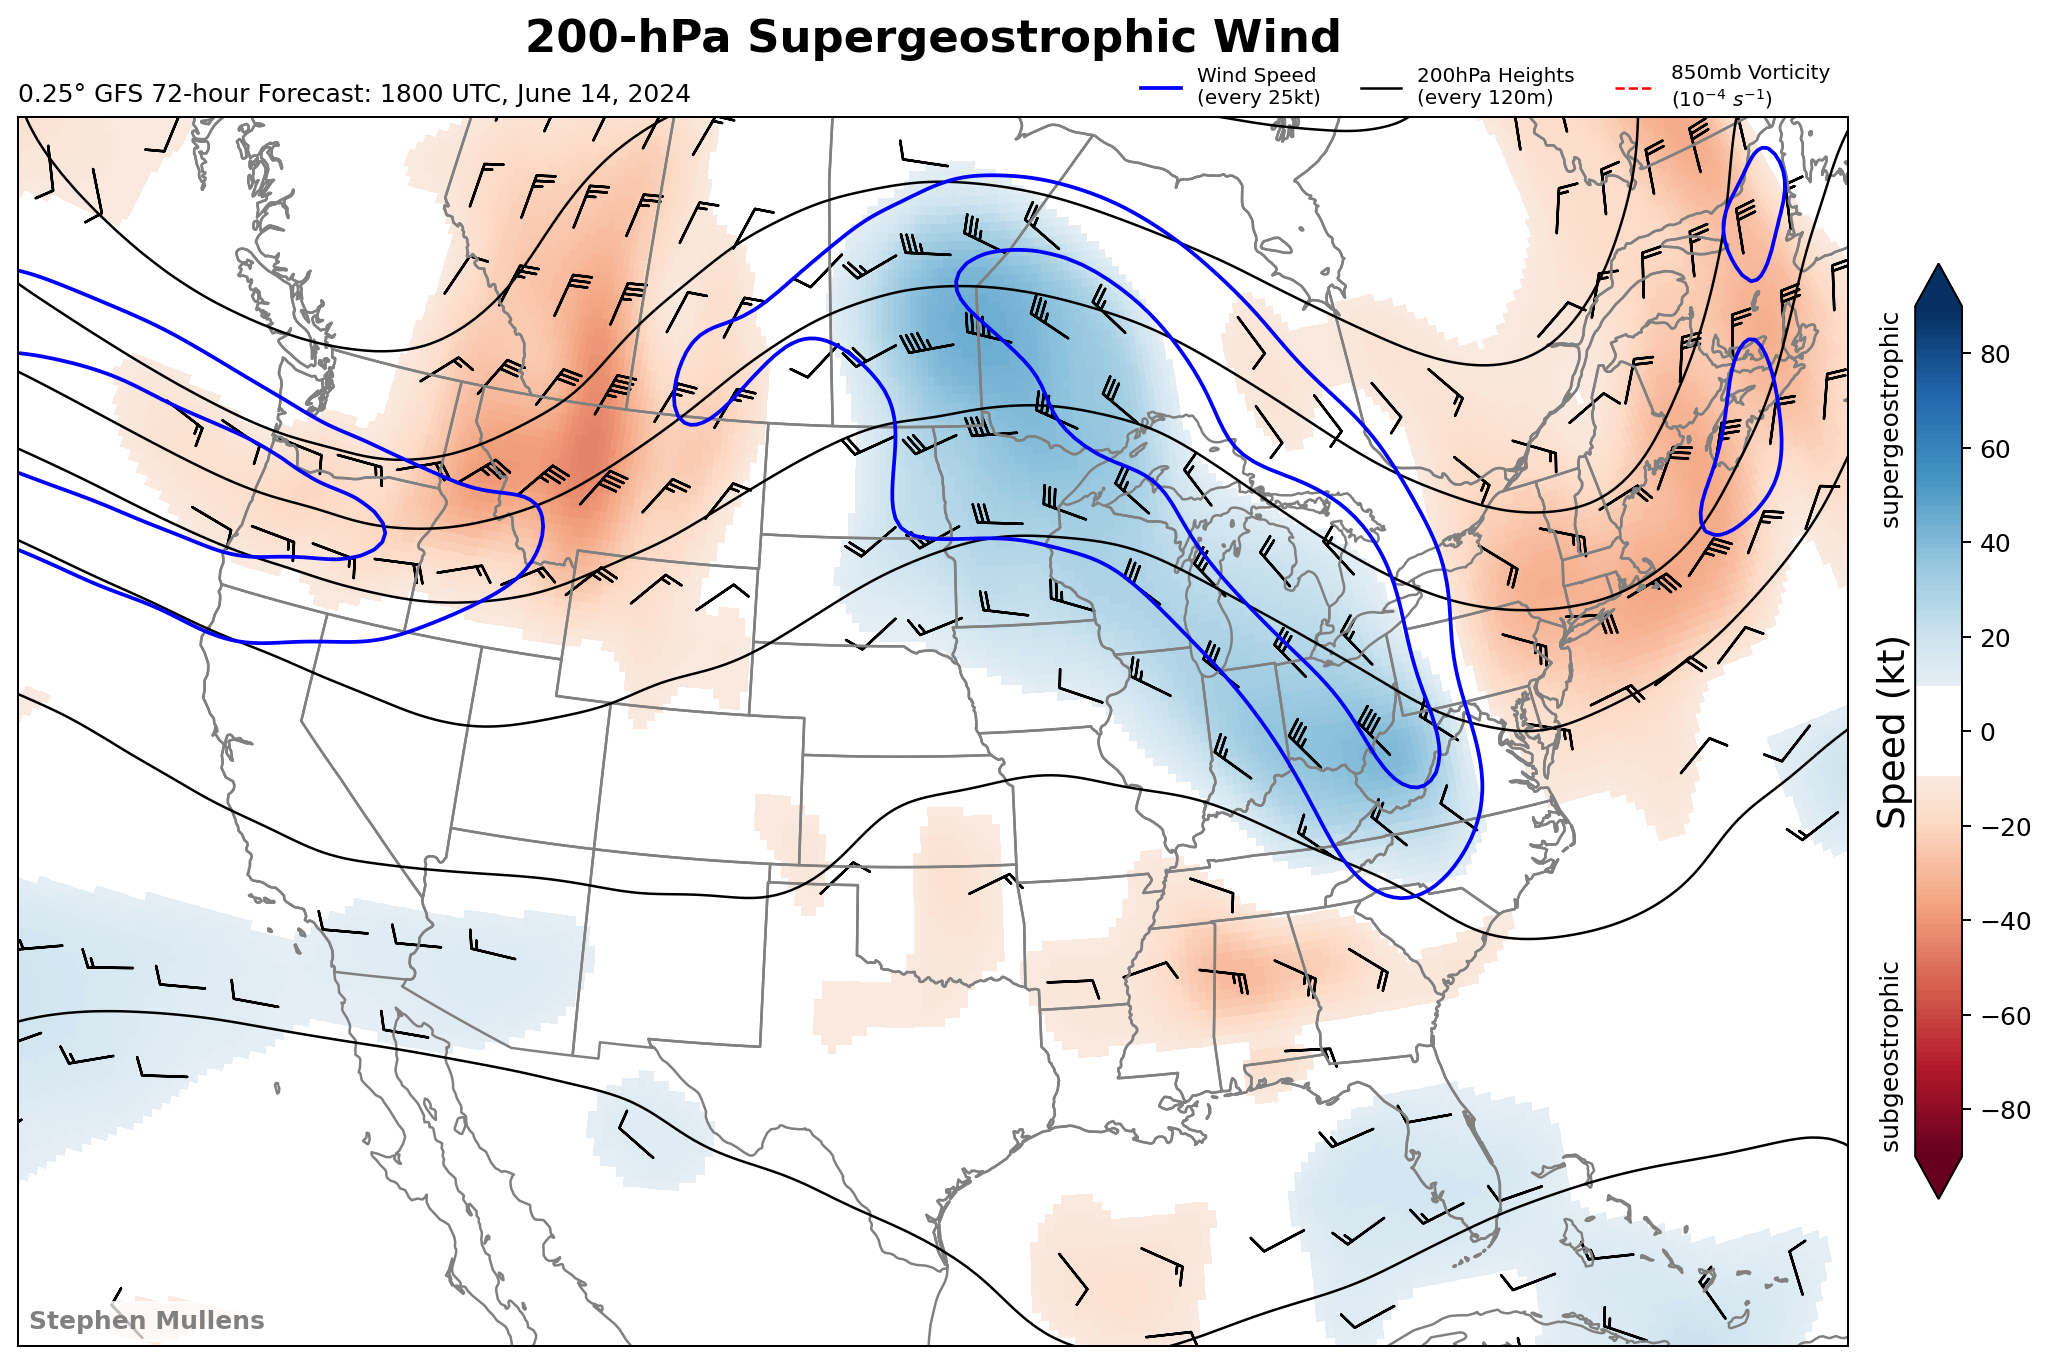 200-hPa Supergeostrophic Wind
0.25° GFS 72-hour Forecast: 1800 UTC, June 14, 2024
Wind Speed
(every 25kt)
200hPa Heights
(every 120m)
850mb Vorticity
(10⁻⁴ s⁻¹)
supergeostrophic
Speed (kt)
subgeostrophic
80
60
40
20
0
−20
−40
−60
−80
Stephen Mullens